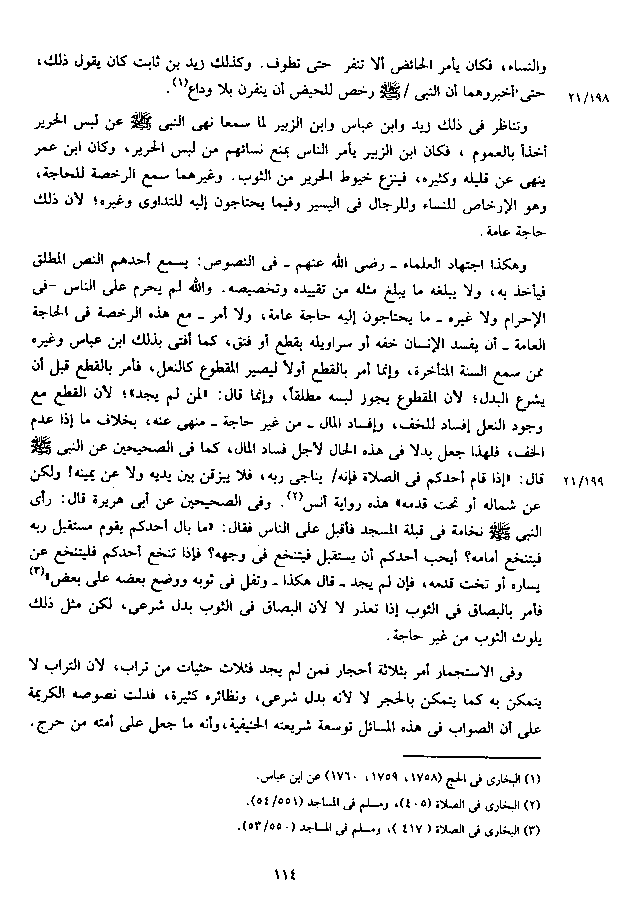 والنساء، فكان يأمر الحائض ألا تنفر حتى تطوف. وكذلك زيد بن ثابت كان يقول ذلك،
٢١/١٩٨
حتى أخبروهما أن النبى /ﷺ رخص للحيض أن ينفرن بلا وداع(١).
وتناظر فى ذلك زيد وابن عباس وابن الزبير لما سمعا نهى النبى ﷺ عن لبس الحرير
أخذاً بالعموم ، فكان ابن الزبير يأمر الناس بمنع نسائهم من لبس الحرير، وكان ابن عمر
ينهى عن قليله وكثيره، فينزع خيوط الحرير من الثوب. وغيرهما سمع الرخصة للحاجة،
وهو الإرخاص للنساء وللرجال فى اليسير وفيما يحتاجون إليه للتداوى وغيره؛ لأن ذلك
حاجة عامة.
وهكذا اجتهاد العلماء ـ رضى الله عنهم ـ فى النصوص: يسمع أحدهم النص المطلق
فيأخذ به، ولا يبلغه ما يبلغ مثله من تقييده وتخصيصه. والله لم يحرم على الناس -فى
الإحرام ولا غيره ـ ما يحتاجون إليه حاجة عامة، ولا أمر ـ مع هذه الرخصة فى الحاجة
العامة ـ أن يفسد الإنسان خفه أو سراويله بقطع أو فتق، كما أفتى بذلك ابن عباس وغيره
ممن سمع السنة المتأخرة، وإنما أمر بالقطع أولاً ليصير المقطوع كالنعل، فأمر بالقطع قبل أن
يشرع البدل؛ لأن المقطوع يجوز لبسه مطلقاً، وإنما قال: «لمن لم يجد»؛ لأن القطع مع
وجود النعل إفساد للخف، وإفساد المال ـ من غير حاجة ـ منهى عنه، بخلاف ما إذا عدم
الخف، فلهذا جعل بدلا فى هذه الحال لأجل فساد المال، كما فى الصحيحين عن النبى ﷺ
٢١/١٩٩
قال: «إذا قام أحدكم فى الصلاة فإنه/ يناجى ربه، فلا يبزقن بين يديه ولا عن يمينه! ولكن
عن شماله أو تحت قدمه» هذه رواية أنس(٢). وفى الصحيحين عن أبى هريرة قال: رأى
النبى ﷺ نخامة فى قبلة المسجد فأقبل على الناس فقال: «ما بال أحدكم يقوم مستقبل ربه
فيتنخع أمامه؟ أيحب أحدكم أن يستقبل فيتنخع فى وجهه؟ فإذا تنخع أحدكم فليتنخع عن
يساره أو تحت قدمه، فإن لم يجد ـ قال هكذا ـ وتفل فى ثوبه ووضع بعضه على بعض»(٣)
فأمر بالبصاق فى الثوب إذا تعذر لا لأن البصاق فى الثوب بدل شرعى، لكن مثل ذلك
يلوث الثوب من غير حاجة.
وفى الاستجمار أمر بثلاثة أحجار فمن لم يجد فثلاث حثيات من تراب، لأن التراب لا
يتمكن به كما يتمكن بالحجر لا لأنه بدل شرعى، ونظائره كثيرة، فدلت نصوصه الكريمة
على أن الصواب فى هذه المسائل توسعة شريعته الحنيفية،وأنه ما جعل على أمته من حرج.
(١) البخارى فى الحج (١٧٥٨، ١٧٥٩، ١٧٦٠) عن ابن عباس.
(٢) البخارى فى الصلاة (٤٠٥)، ومسلم فى المساجد (٥٥١/٥٤).
(٣) البخارى فى الصلاة (٤١٧ )، ومسلم فى المساجد (٥٥٠/٥٣).
١١٤